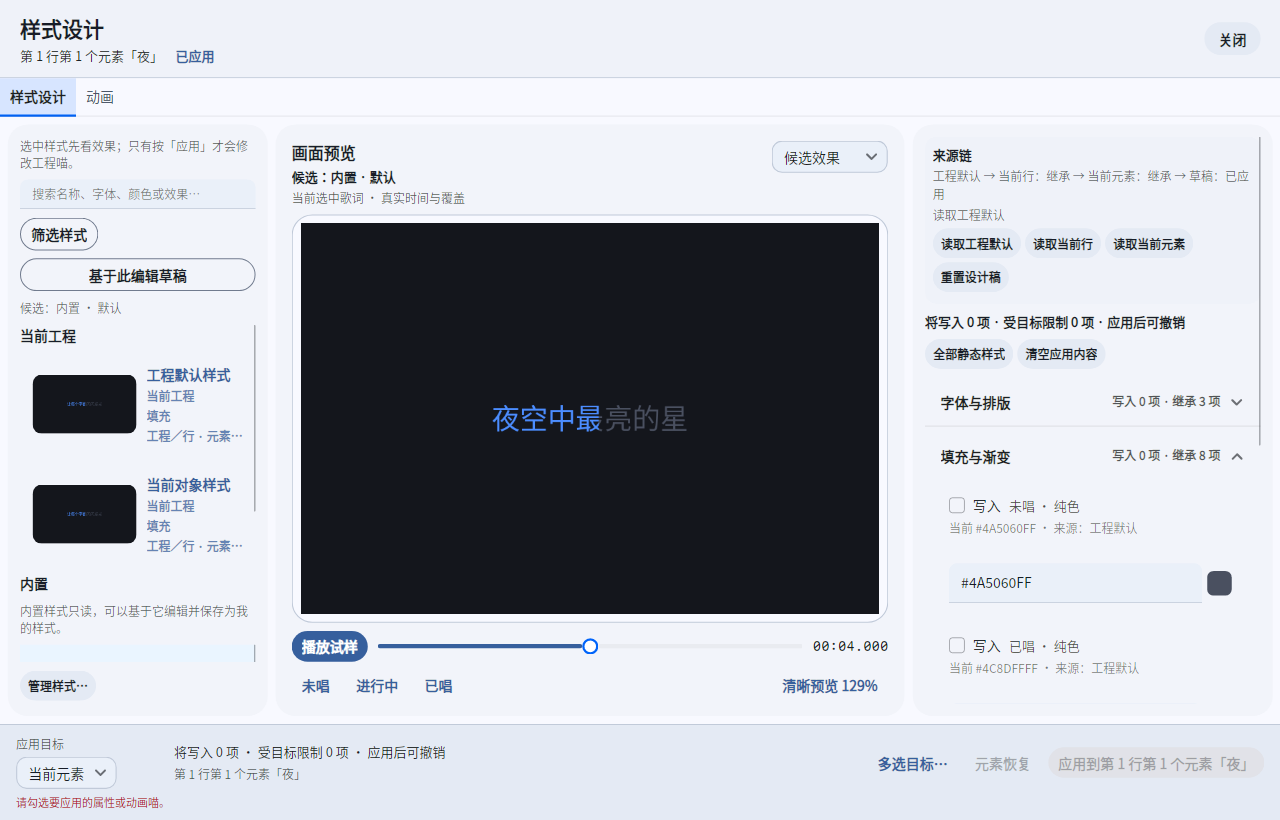 样式设计
第 1 行第 1 个元素「夜」 已应用
关闭
样式设计 动画
选中样式先看效果；只有按「应用」才会修
改工程喵。
搜索名称、字体、颜色或效果…
筛选样式
基于此编辑草稿
候选：内置 · 默认
当前工程
工程默认样式
当前工程
填充
工程／行 · 元素…
当前对象样式
当前工程
填充
工程／行 · 元素…
内置
内置样式只读，可以基于它编辑并保存为我
的样式。
管理样式…
画面预览
候选：内置 · 默认
当前选中歌词 · 真实时间与覆盖
候选效果
夜空中最亮的星
播放试样
00:04.000
未唱 进行中 已唱
清晰预览 129%
来源链
工程默认 → 当前行：继承 → 当前元素：继承 → 草稿：已应
用
读取工程默认
读取工程默认 读取当前行 读取当前元素
重置设计稿
将写入 0 项 · 受目标限制 0 项 · 应用后可撤销
全部静态样式 清空应用内容
字体与排版 写入 0 项 · 继承 3 项
填充与渐变 写入 0 项 · 继承 8 项
写入 未唱 · 纯色
当前 #4A5060FF · 来源：工程默认
#4A5060FF
写入 已唱 · 纯色
当前 #4C8DFFFF · 来源：工程默认
应用目标
当前元素
请勾选要应用的属性或动画喵。
将写入 0 项 · 受目标限制 0 项 · 应用后可撤销
第 1 行第 1 个元素「夜」
多选目标… 元素恢复 应用到第 1 行第 1 个元素「夜」